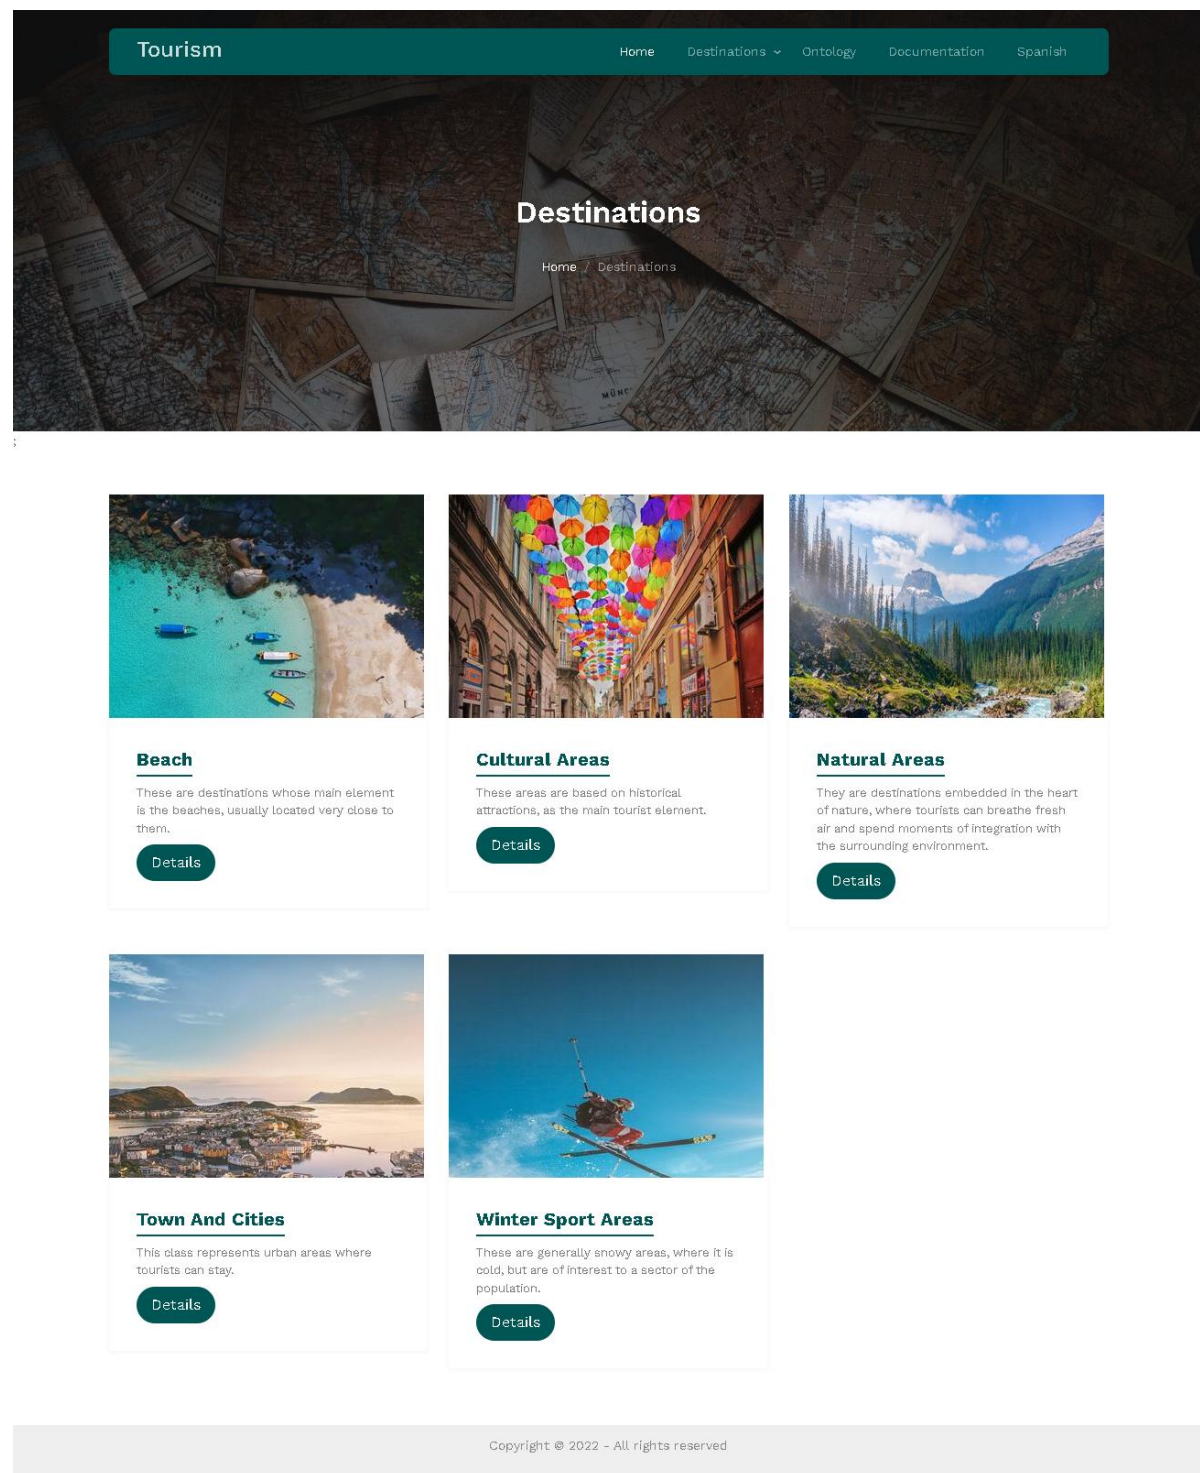 Tourism
Home Destinations Ontology Documentation Spanish
Destinations
Home / Destinations
MÜNC
;
Beach
These are destinations whose main element
is the beaches, usually located very close to
them.
Details
Cultural Areas
These areas are based on historical
attractions, as the main tourist element.
Details
Natural Areas
They are destinations embedded in the heart
of nature, where tourists can breathe fresh
air and spend moments of integration with
the surrounding environment.
Details
Town And Cities
This class represents urban areas where
tourists can stay.
Details
Winter Sport Areas
These are generally snowy areas, where it is
cold, but are of interest to a sector of the
population.
Details
Copyright © 2022 - All rights reserved